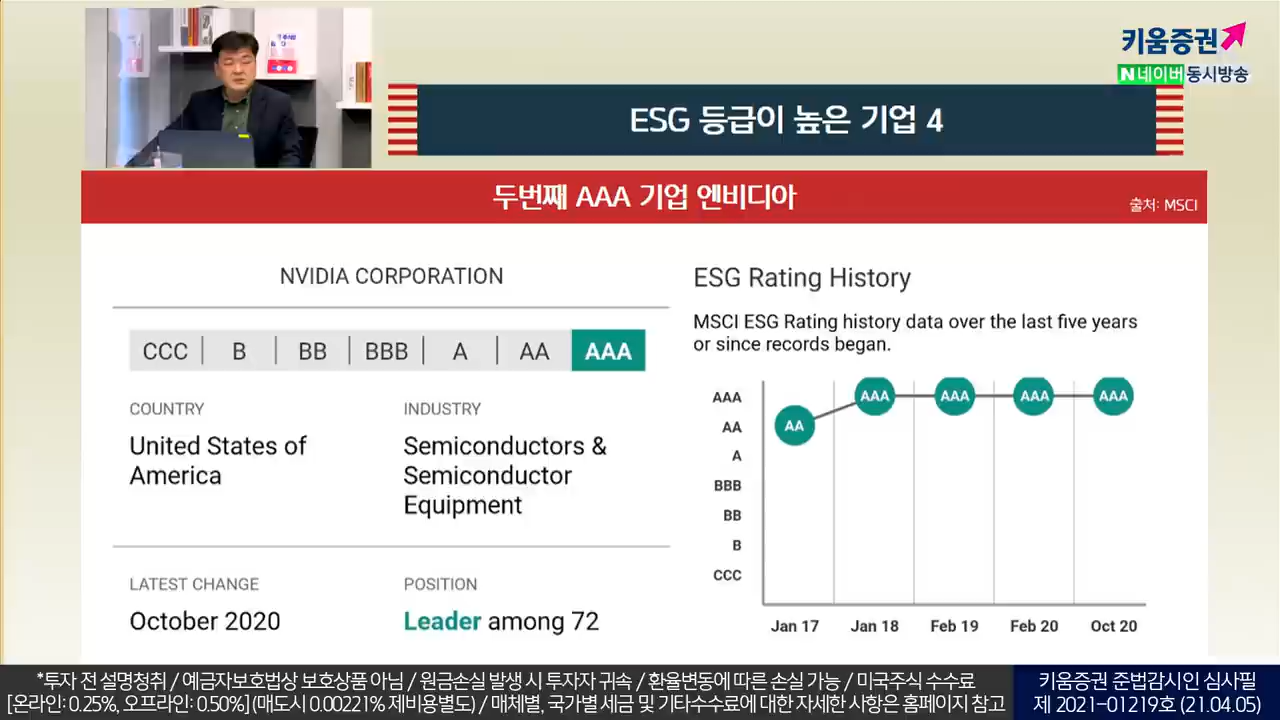 키움증권
N 네이버 동시방송
ESG 등급이 높은 기업 4
두번째 AAA 기업 엔비디아
출처: MSCI
NVIDIA CORPORATION
CCC B BB BBB A AA AAA
COUNTRY
United States of
America
INDUSTRY
Semiconductors &
Semiconductor
Equipment
LATEST CHANGE
October 2020
POSITION
Leader among 72
ESG Rating History
MSCI ESG Rating history data over the last five years
or since records began.
AAA
AA
A
BBB
BB
B
CCC
AA AAA AAA AAA AAA
Jan 17 Jan 18 Feb 19 Feb 20 Oct 20
*투자 전 설명청취 / 예금자보호법상 보호상품 아님 / 원금손실 발생 시 투자자 귀속 / 환율변동에 따른 손실 가능 / 미국주식 수수료
[온라인: 0.25%, 오프라인: 0.50%](매도시 0.00221% 제비용별도) / 매체별, 국가별 세금 및 기타수수료에 대한 자세한 사항은 홈페이지 참고
키움증권 준법감시인 심사필
제 2021-01219호 (21.04.05)